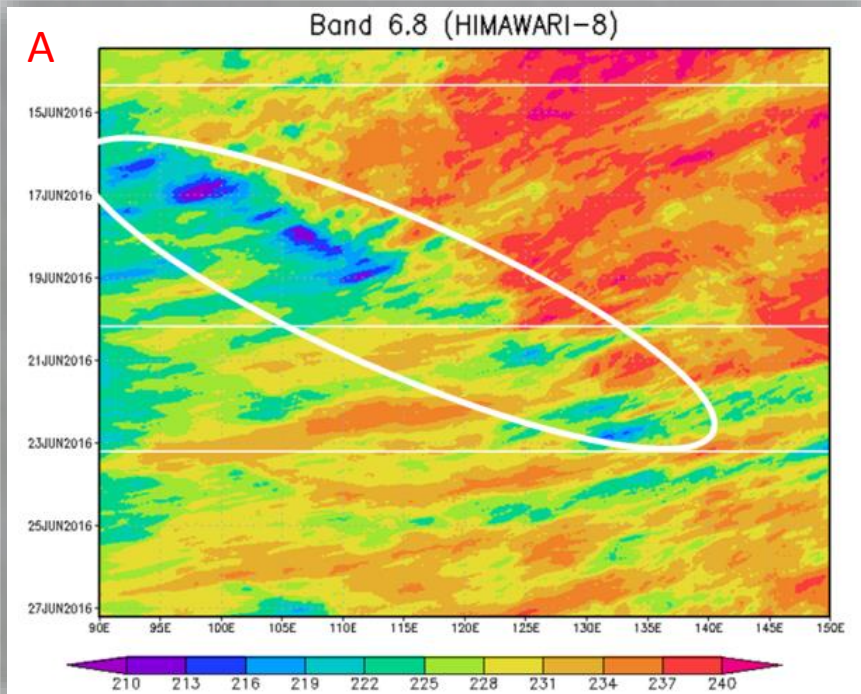 Band 6.8 (HIMAWARI-8)
A
15JUN2016
17JUN2016
19JUN2016
21JUN2016
23JUN2016
25JUN2016
27JUN2016
90E 95E 100E 105E 110E 115E 120E 125E 130E 135E 140E 145E 150E
210 213 216 219 222 225 228 231 234 237 240